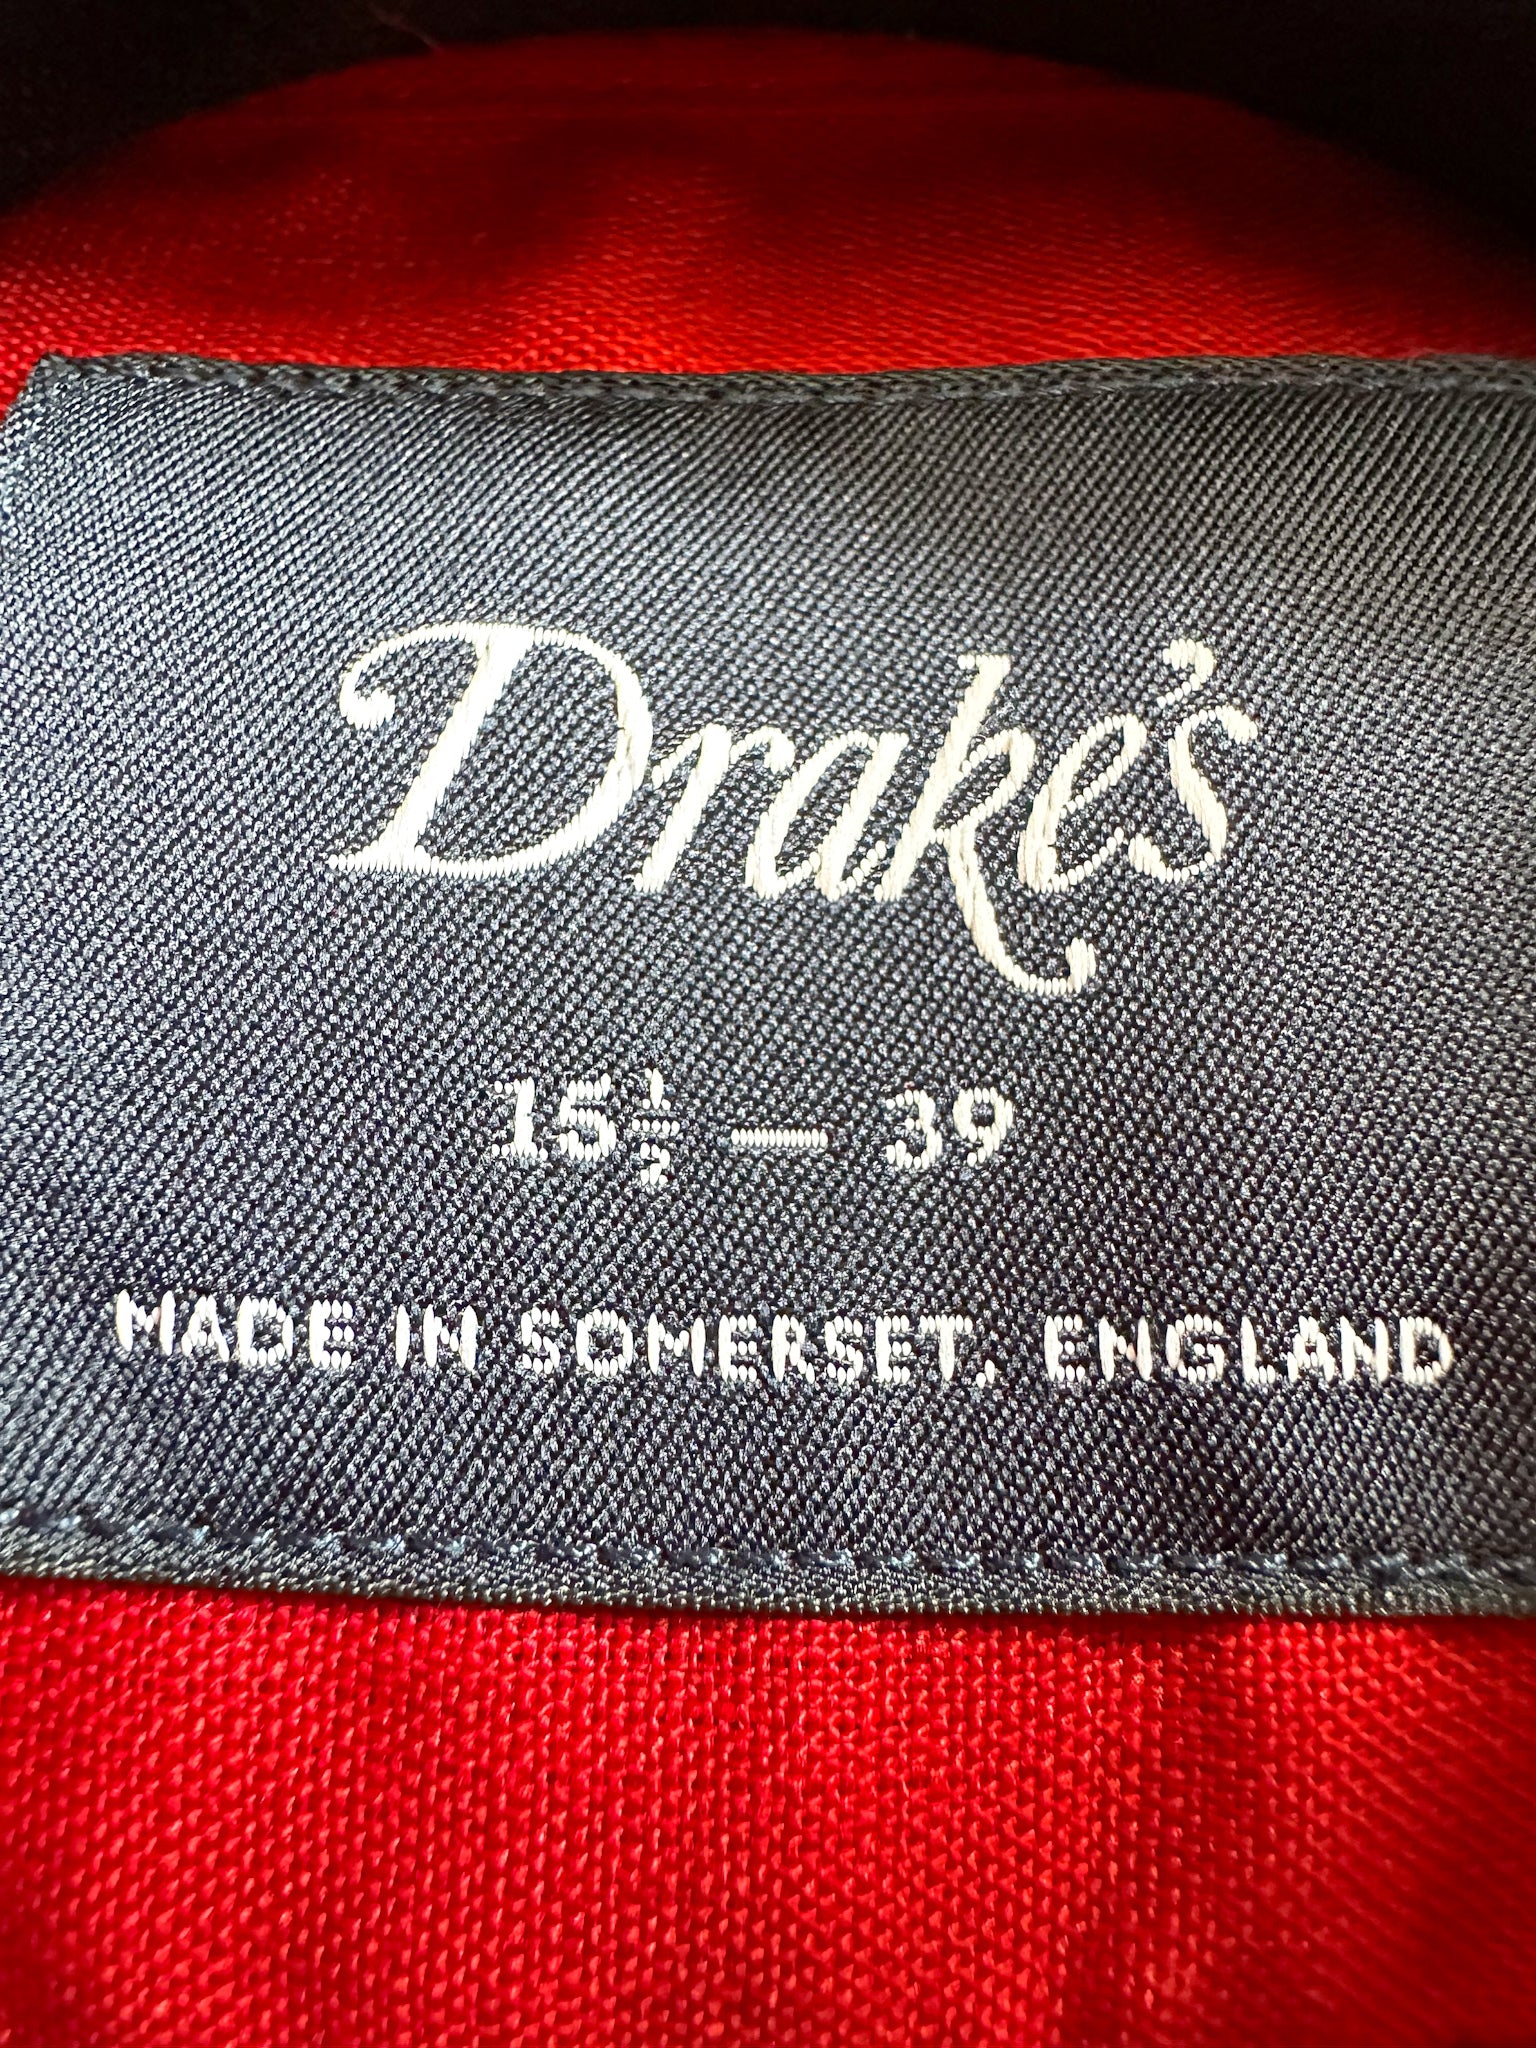 Drake's
15½ — 39
MADE IN SOMERSET, ENGLAND